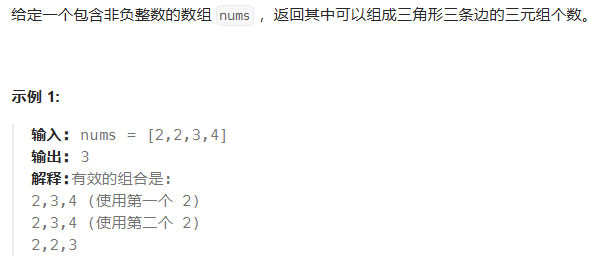 给定一个包含非负整数的数组 nums ，返回其中可以组成三角形三条边的三元组个数。
示例 1:
输入: nums = [2,2,3,4]
输出: 3
解释:有效的组合是:
2,3,4 (使用第一个 2)
2,3,4 (使用第二个 2)
2,2,3